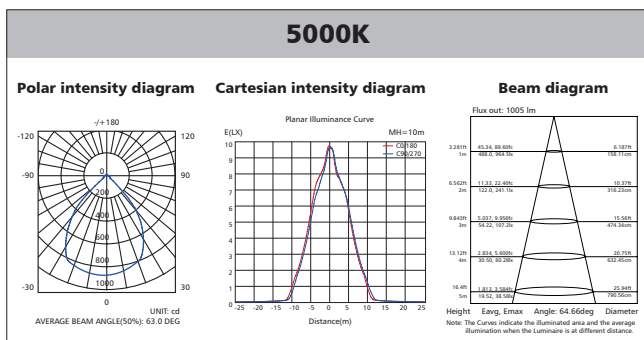 5000K
Polar intensity diagram
Cartesian intensity diagram
Beam diagram
-/+180
-120
120
-90
90
0
200
400
600
800
1000
-30
30
0
UNIT: cd
AVERAGE BEAM ANGLE(50%): 63.0 DEG
Planar Illuminance Curve
E(LX)
MH=10m
C0/180
C90/270
10
9
8
7
6
5
4
3
2
1
0
-25 -20 -15 -10 -5 0 5 10 15 20 25
Distance(m)
Flux out: 1005 lm
3.281ft 45.34, 89.60fc 6.187ft
1m 488.0, 964.5lx 158.11cm
6.562ft 11.33, 22.40fc 10.37ft
2m 122.0, 241.1lx 316.23cm
9.843ft 5.037, 9.956fc 15.56ft
3m 54.22, 107.2lx 474.34cm
13.12ft 2.834, 5.600fc 20.75ft
4m 30.50, 60.28lx 632.45cm
16.4ft 1.813, 3.584fc 25.94ft
5m 19.52, 38.58lx 790.56cm
Height Eavg, Emax Angle: 64.66deg Diameter
Note: The Curves indicate the illuminated area and the average
illumination when the Luminaire is at different distance.